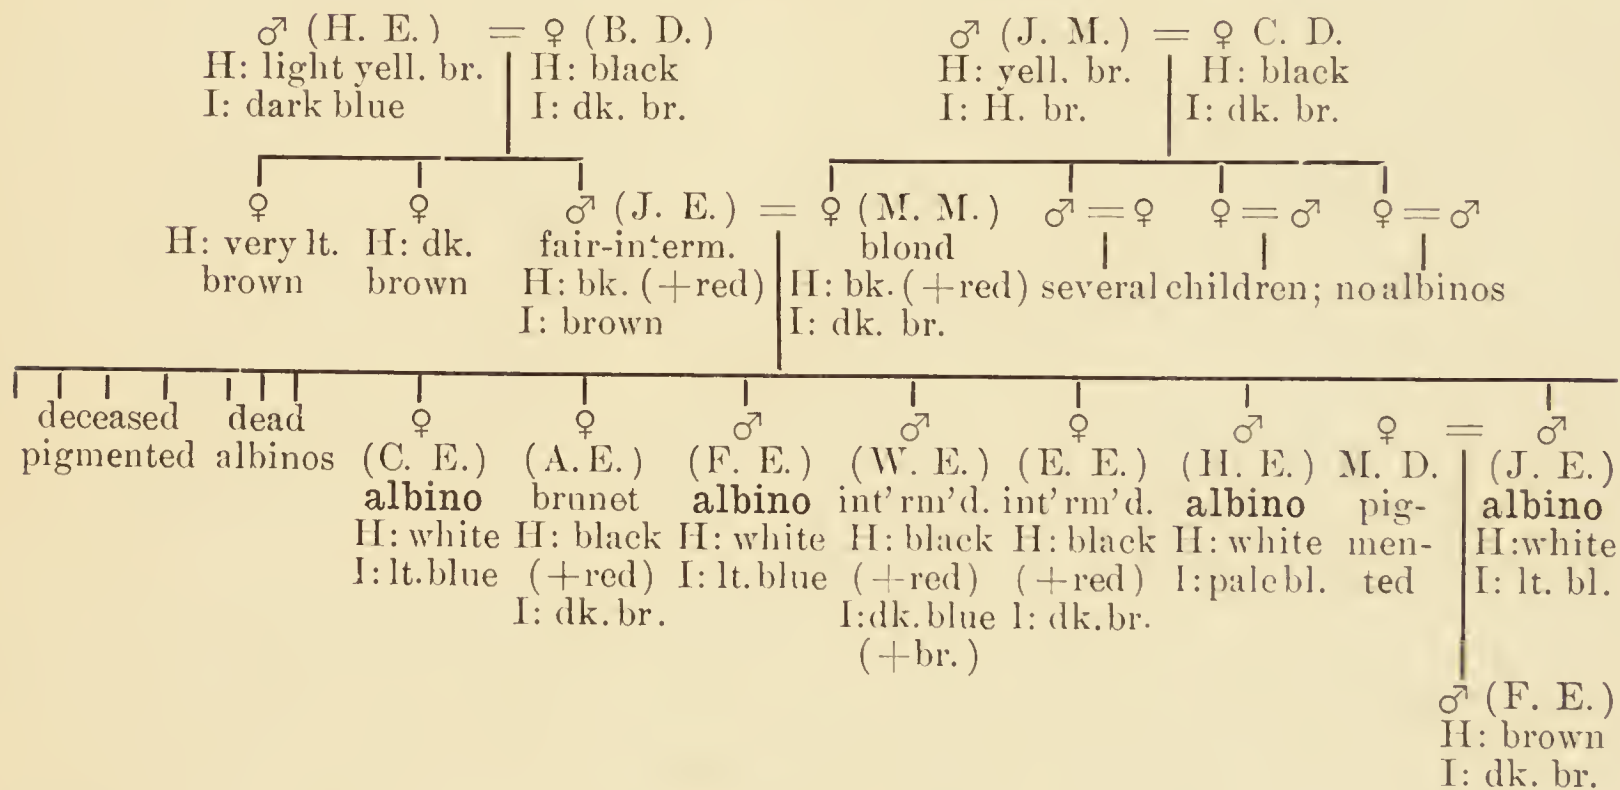 ♂ (H. E.) = ♀ (B. D.) ♂ (J. M.) = ♀ C. D.
H: light yell. br. H: black H: yell. br. H: black
I: dark blue I: dk. br. I: H. br. I: dk. br.
♀ ♀ ♂ (J. E.) = ♀ (M. M.) ♂=♀ ♀=♂ ♀=♂
H: very lt. H: dk. fair-interm. blond
brown brown H: bk. (+red) H: bk. (+red) several children; no albinos
I: brown I: dk. br.
deceased dead ♀ ♀ ♂ ♂ ♀ ♂ ♀ = ♂
pigmented albinos (C. E.) (A. E.) (F. E.) (W. E.) (E. E.) (H. E.) M. D. (J. E.)
albino brunet albino int'rm'd. int'rm'd. albino pig- albino
H: white H: black H: white H: black H: black H: white men- H: white
I: lt. blue (+red) I: lt. blue (+red) (+red) I: pale bl. ted I: lt. bl.
I: dk. br. I: dk. blue I: dk. br.
(+br.)
♂ (F. E.)
H: brown
I: dk. br.